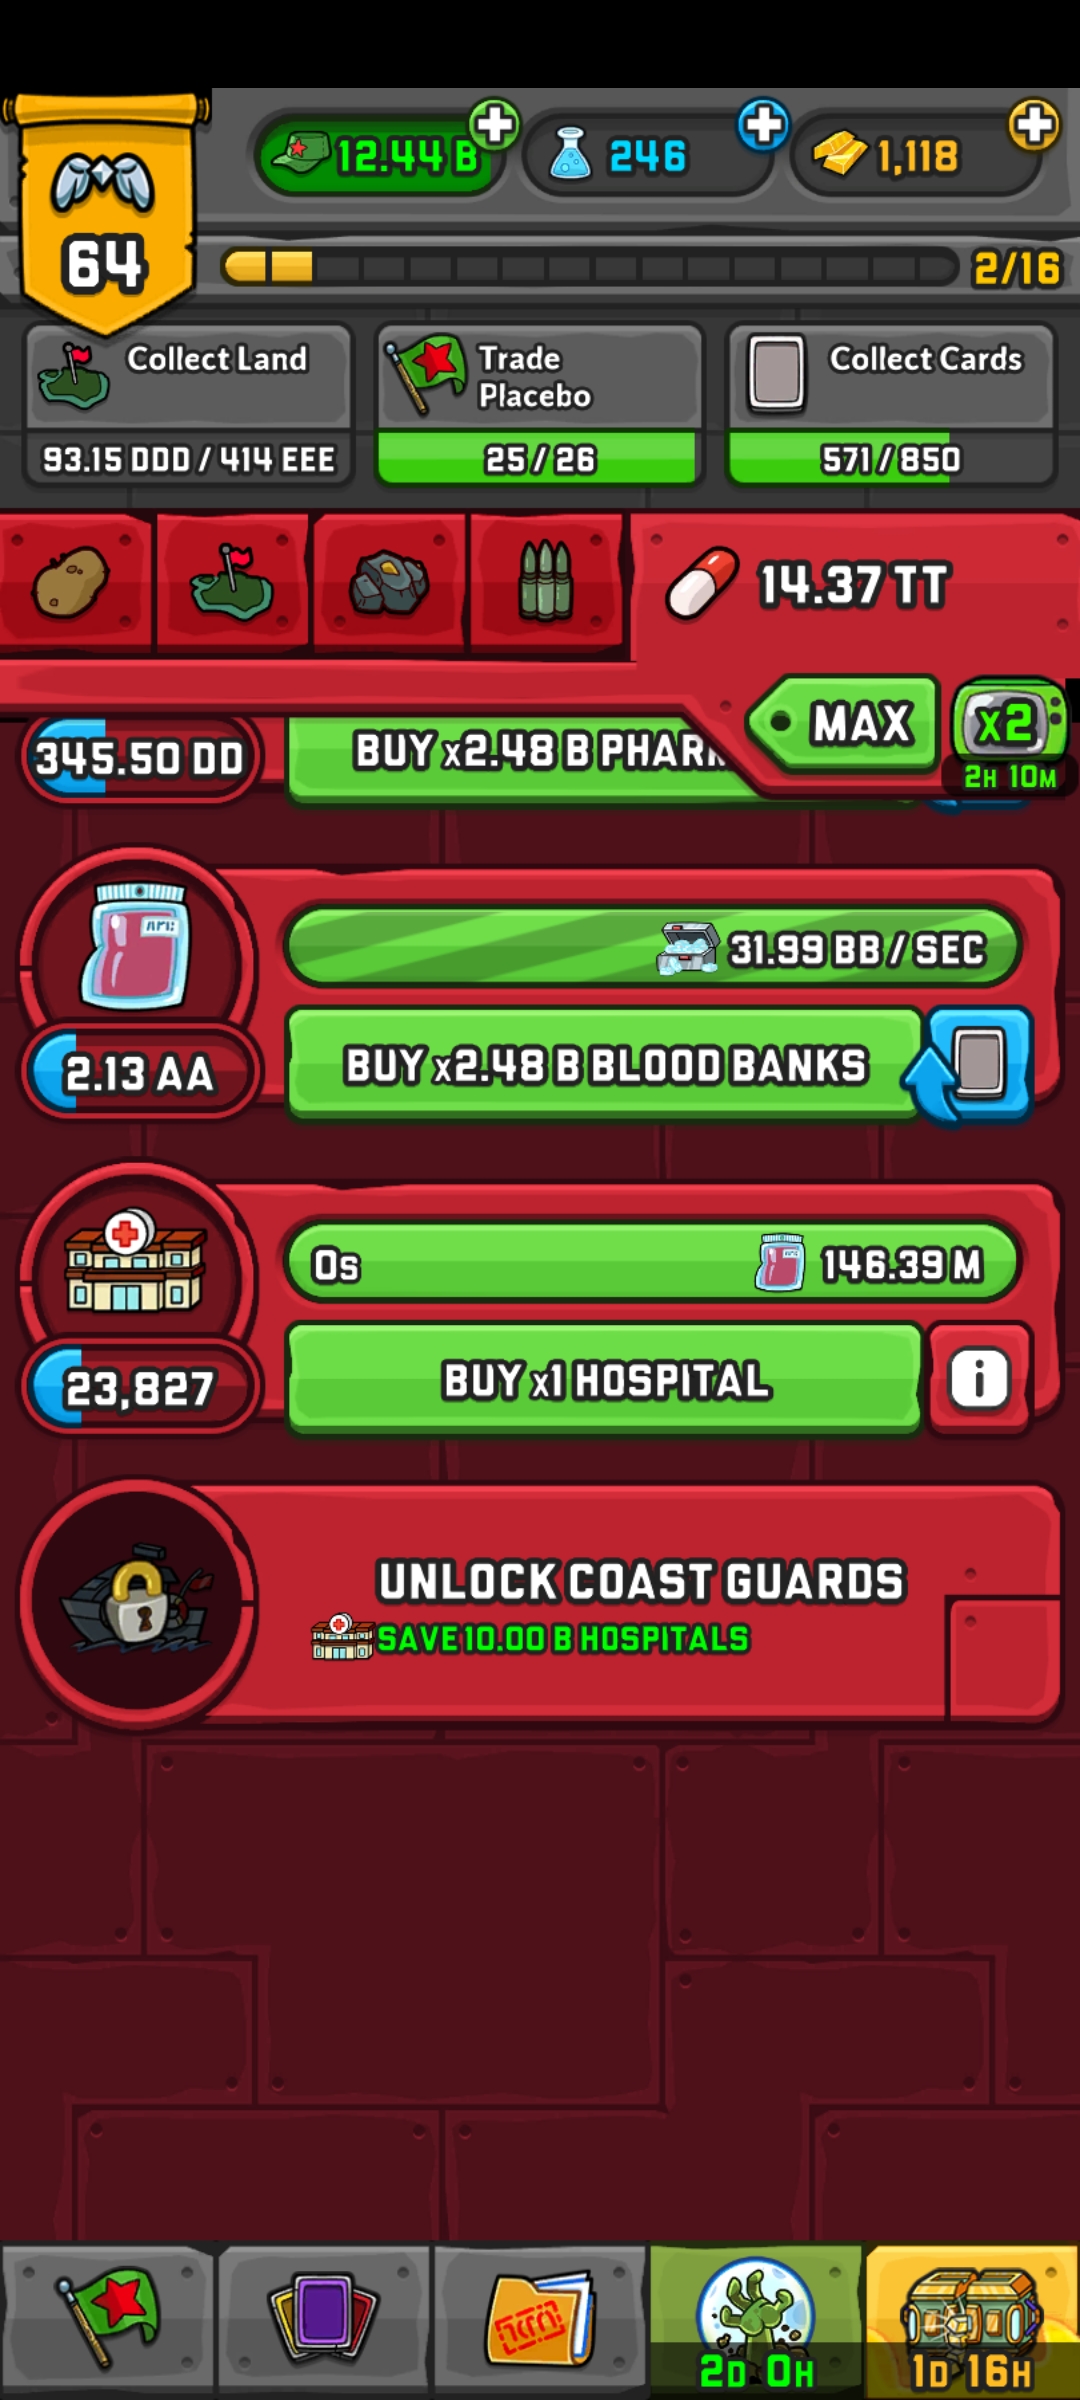 12.44 B
246
1,118
64
2/16
Collect Land
93.15 DDD / 414 EEE
Trade
Placebo
25 / 26
Collect Cards
571 / 850
14.37 TT
MAX
x2
2H 10M
345.50 DD
BUY x2.48 B PHAR
31.99 BB / SEC
2.13 AA
BUY x2.48 B BLOOD BANKS
0s
146.39 M
23,827
BUY x1 HOSPITAL
i
UNLOCK COAST GUARDS
SAVE 10.00 B HOSPITALS
2D 0H
1D 16H